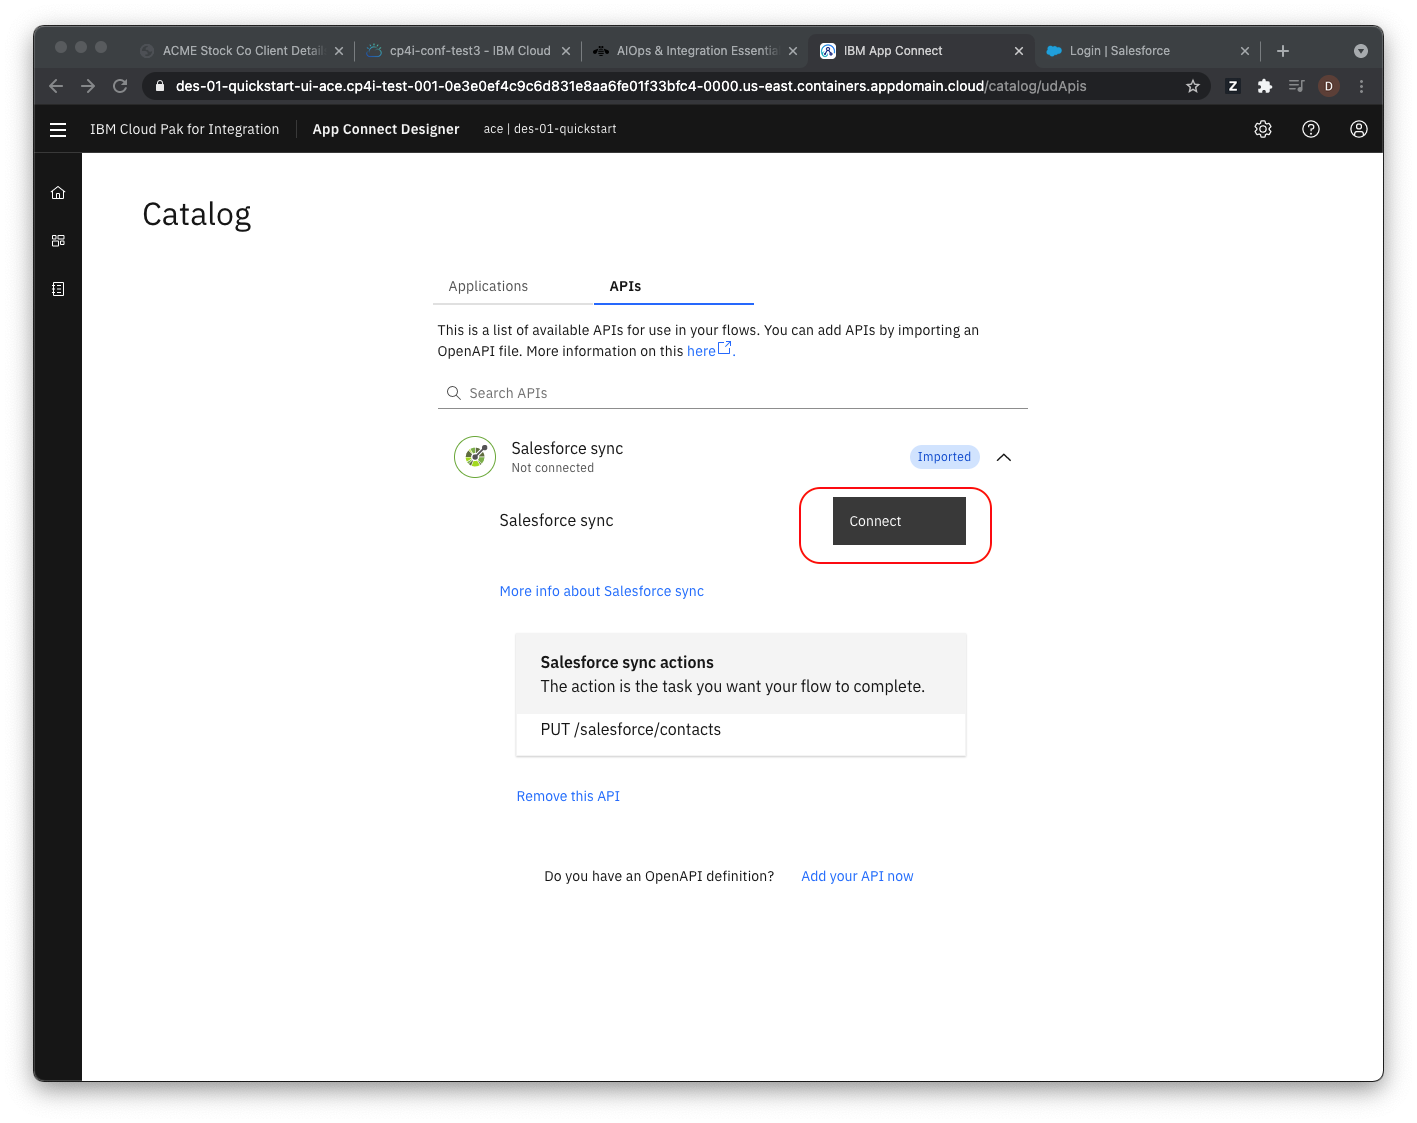 ACME Stock Co Client Detail
cp4i-conf-test3 - IBM Cloud
AIOps & Integration Essentia
IBM App Connect
Login | Salesforce
des-01-quickstart-ui-ace.cp4i-test-001-0e3e0ef4c9c6d831e8aa6fe01f33bfc4-0000.us-east.containers.appdomain.cloud/catalog/udApis
Z
D
IBM Cloud Pak for Integration
App Connect Designer
ace | des-01-quickstart
Catalog
Applications
APIs
This is a list of available APIs for use in your flows. You can add APIs by importing an
OpenAPI file. More information on this here.
Search APIs
Salesforce sync
Not connected
Imported
Salesforce sync
Connect
More info about Salesforce sync
Salesforce sync actions
The action is the task you want your flow to complete.
PUT /salesforce/contacts
Remove this API
Do you have an OpenAPI definition?
Add your API now